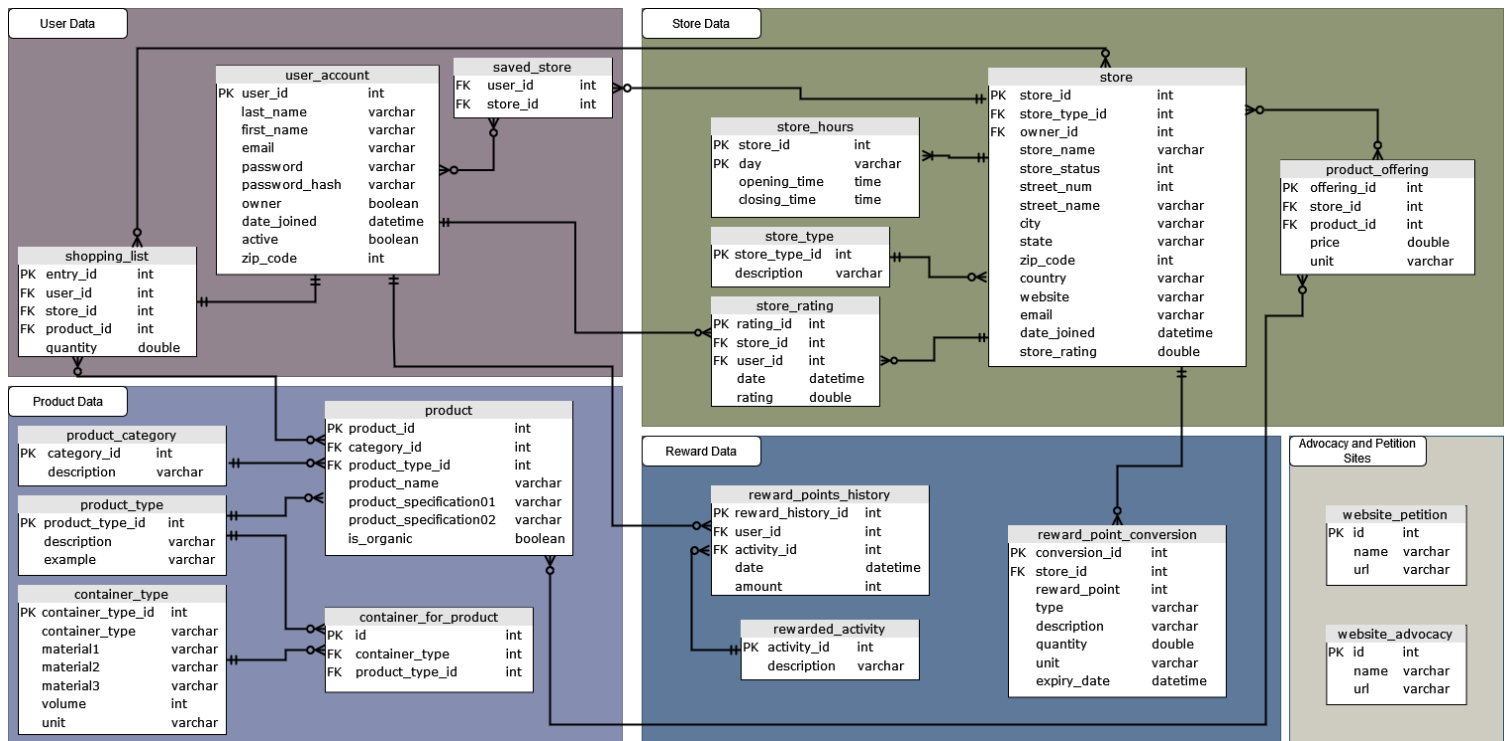 User Data
user_account
PK user_id int
last_name varchar
first_name varchar
email varchar
password varchar
password_hash varchar
owner boolean
date_joined datetime
active boolean
zip_code int
saved_store
FK user_id int
FK store_id int
shopping_list
PK entry_id int
FK user_id int
FK store_id int
FK product_id int
quantity double
Store Data
store
PK store_id int
FK store_type_id int
FK owner_id int
store_name varchar
store_status int
street_num int
street_name varchar
city varchar
state varchar
zip_code int
country varchar
website varchar
email varchar
date_joined datetime
store_rating double
store_hours
PK store_id int
PK day varchar
opening_time time
closing_time time
store_type
PK store_type_id int
description varchar
store_rating
PK rating_id int
FK store_id int
FK user_id int
date datetime
rating double
product_offering
PK offering_id int
FK store_id int
FK product_id int
price double
unit varchar
Product Data
product
PK product_id int
FK category_id int
FK product_type_id int
product_name varchar
product_specification01 varchar
product_specification02 varchar
is_organic boolean
product_category
PK category_id int
description varchar
product_type
PK product_type_id int
description varchar
example varchar
container_type
PK container_type_id int
container_type varchar
material1 varchar
material2 varchar
material3 varchar
volume int
unit varchar
container_for_product
PK id int
FK container_type int
FK product_type_id int
Reward Data
reward_points_history
PK reward_history_id int
FK user_id int
FK activity_id int
date datetime
amount int
rewarded_activity
PK activity_id int
description varchar
reward_point_conversion
PK conversion_id int
FK store_id int
reward_point int
type varchar
description varchar
quantity double
unit varchar
expiry_date datetime
Advocacy and Petition
Sites
website_petition
PK id int
name varchar
url varchar
website_advocacy
PK id int
name varchar
url varchar